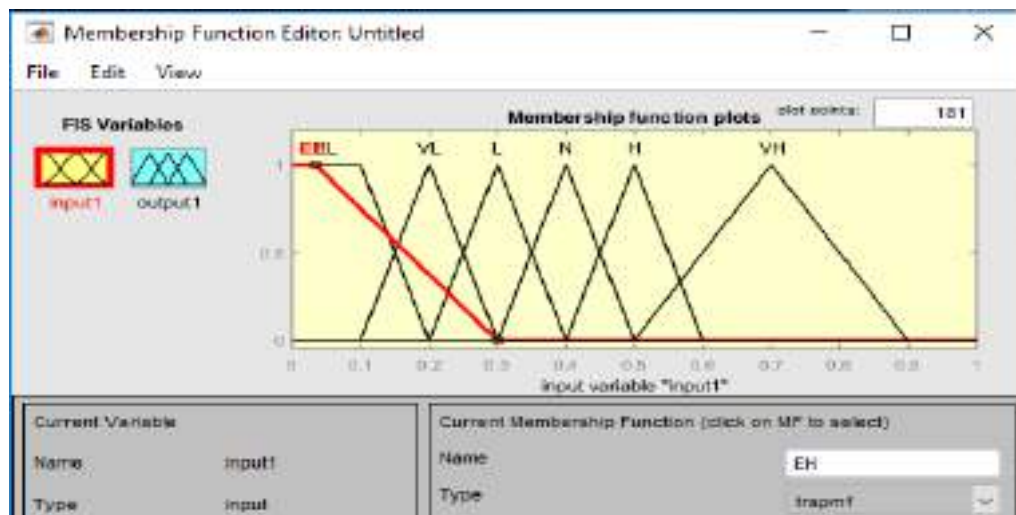 Membership Function Editor: Untitled
File Edit View
FIS Variables
input1
output1
Membership function plots
plot points: 181
EL VL L N H VH
1
0.5
0
0 0.1 0.2 0.3 0.4 0.5 0.6 0.7 0.8 0.9 1
input variable "input1"
Current Variable
Name input1
Type input
Current Membership Function (click on MF to select)
Name EH
Type trapmf